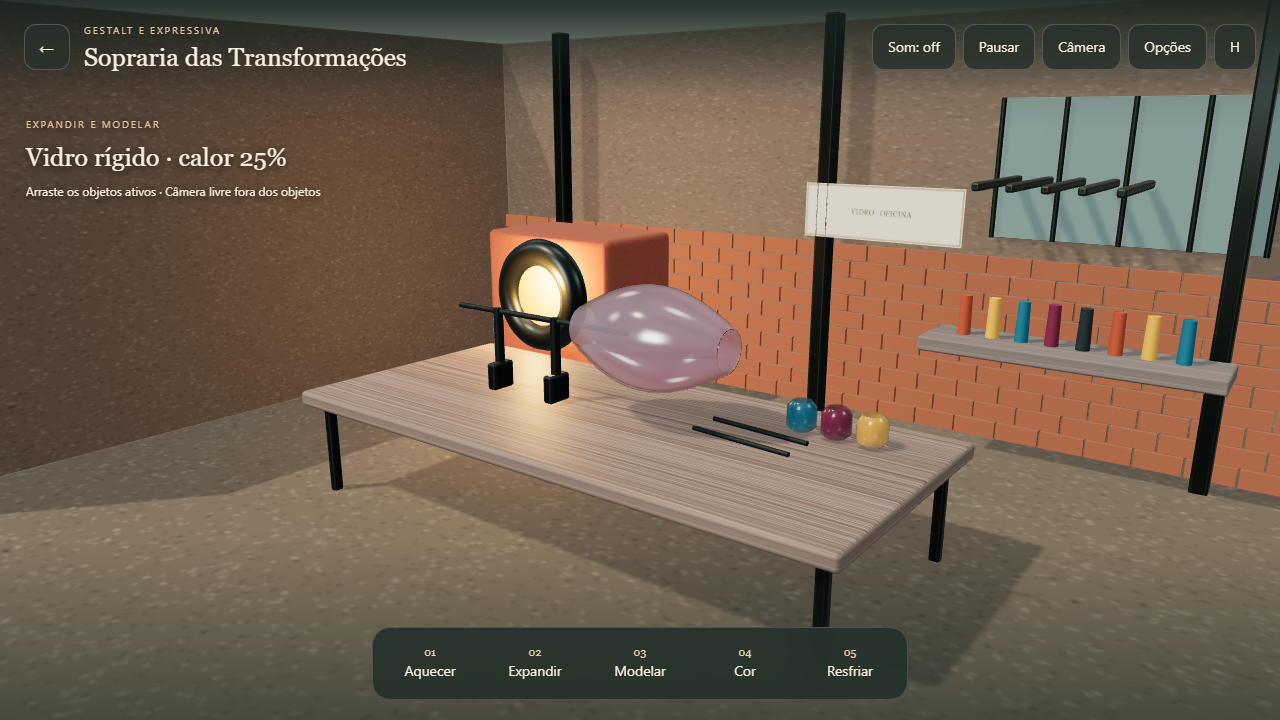 ←
GESTALT E EXPRESSIVA
Sopraria das Transformações
Som: off
Pausar
Câmera
Opções
H
EXPANDIR E MODELAR
Vidro rígido · calor 25%
Arraste os objetos ativos · Câmera livre fora dos objetos
VIDRO · OFICINA
01
Aquecer
02
Expandir
03
Modelar
04
Cor
05
Resfriar